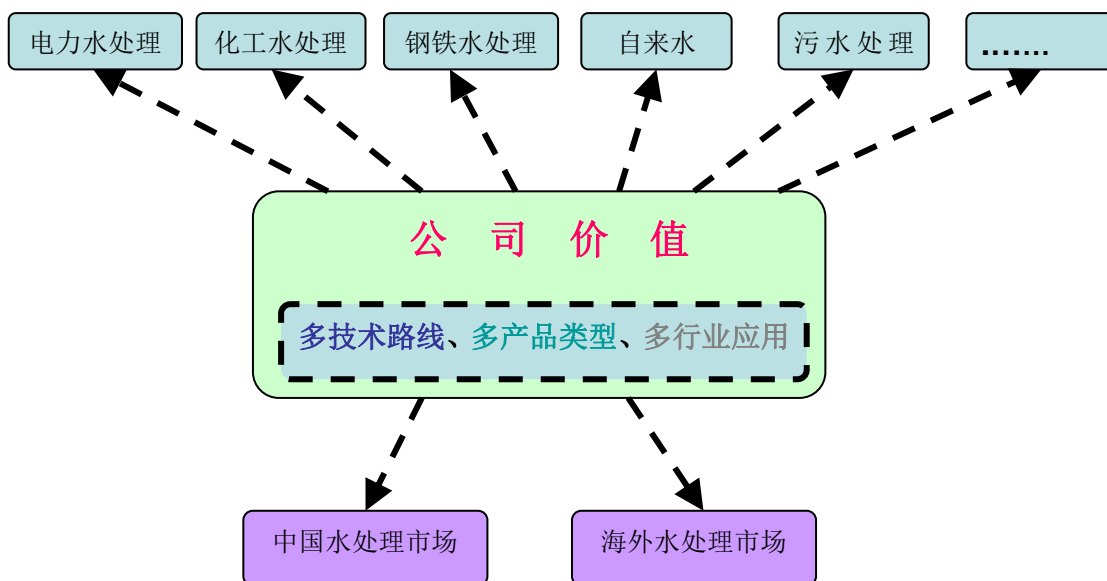 电力水处理
化工水处理
钢铁水处理
自来水
污水处理
.......
公司价值
多技术路线、多产品类型、多行业应用
中国水处理市场
海外水处理市场